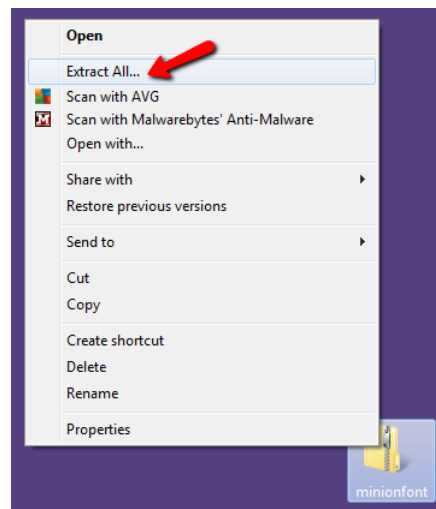 Open
Extract All...
Scan with AVG
Scan with Malwarebytes' Anti-Malware
Open with...
Share with
Restore previous versions
Send to
Cut
Copy
Create shortcut
Delete
Rename
Properties
minionfont